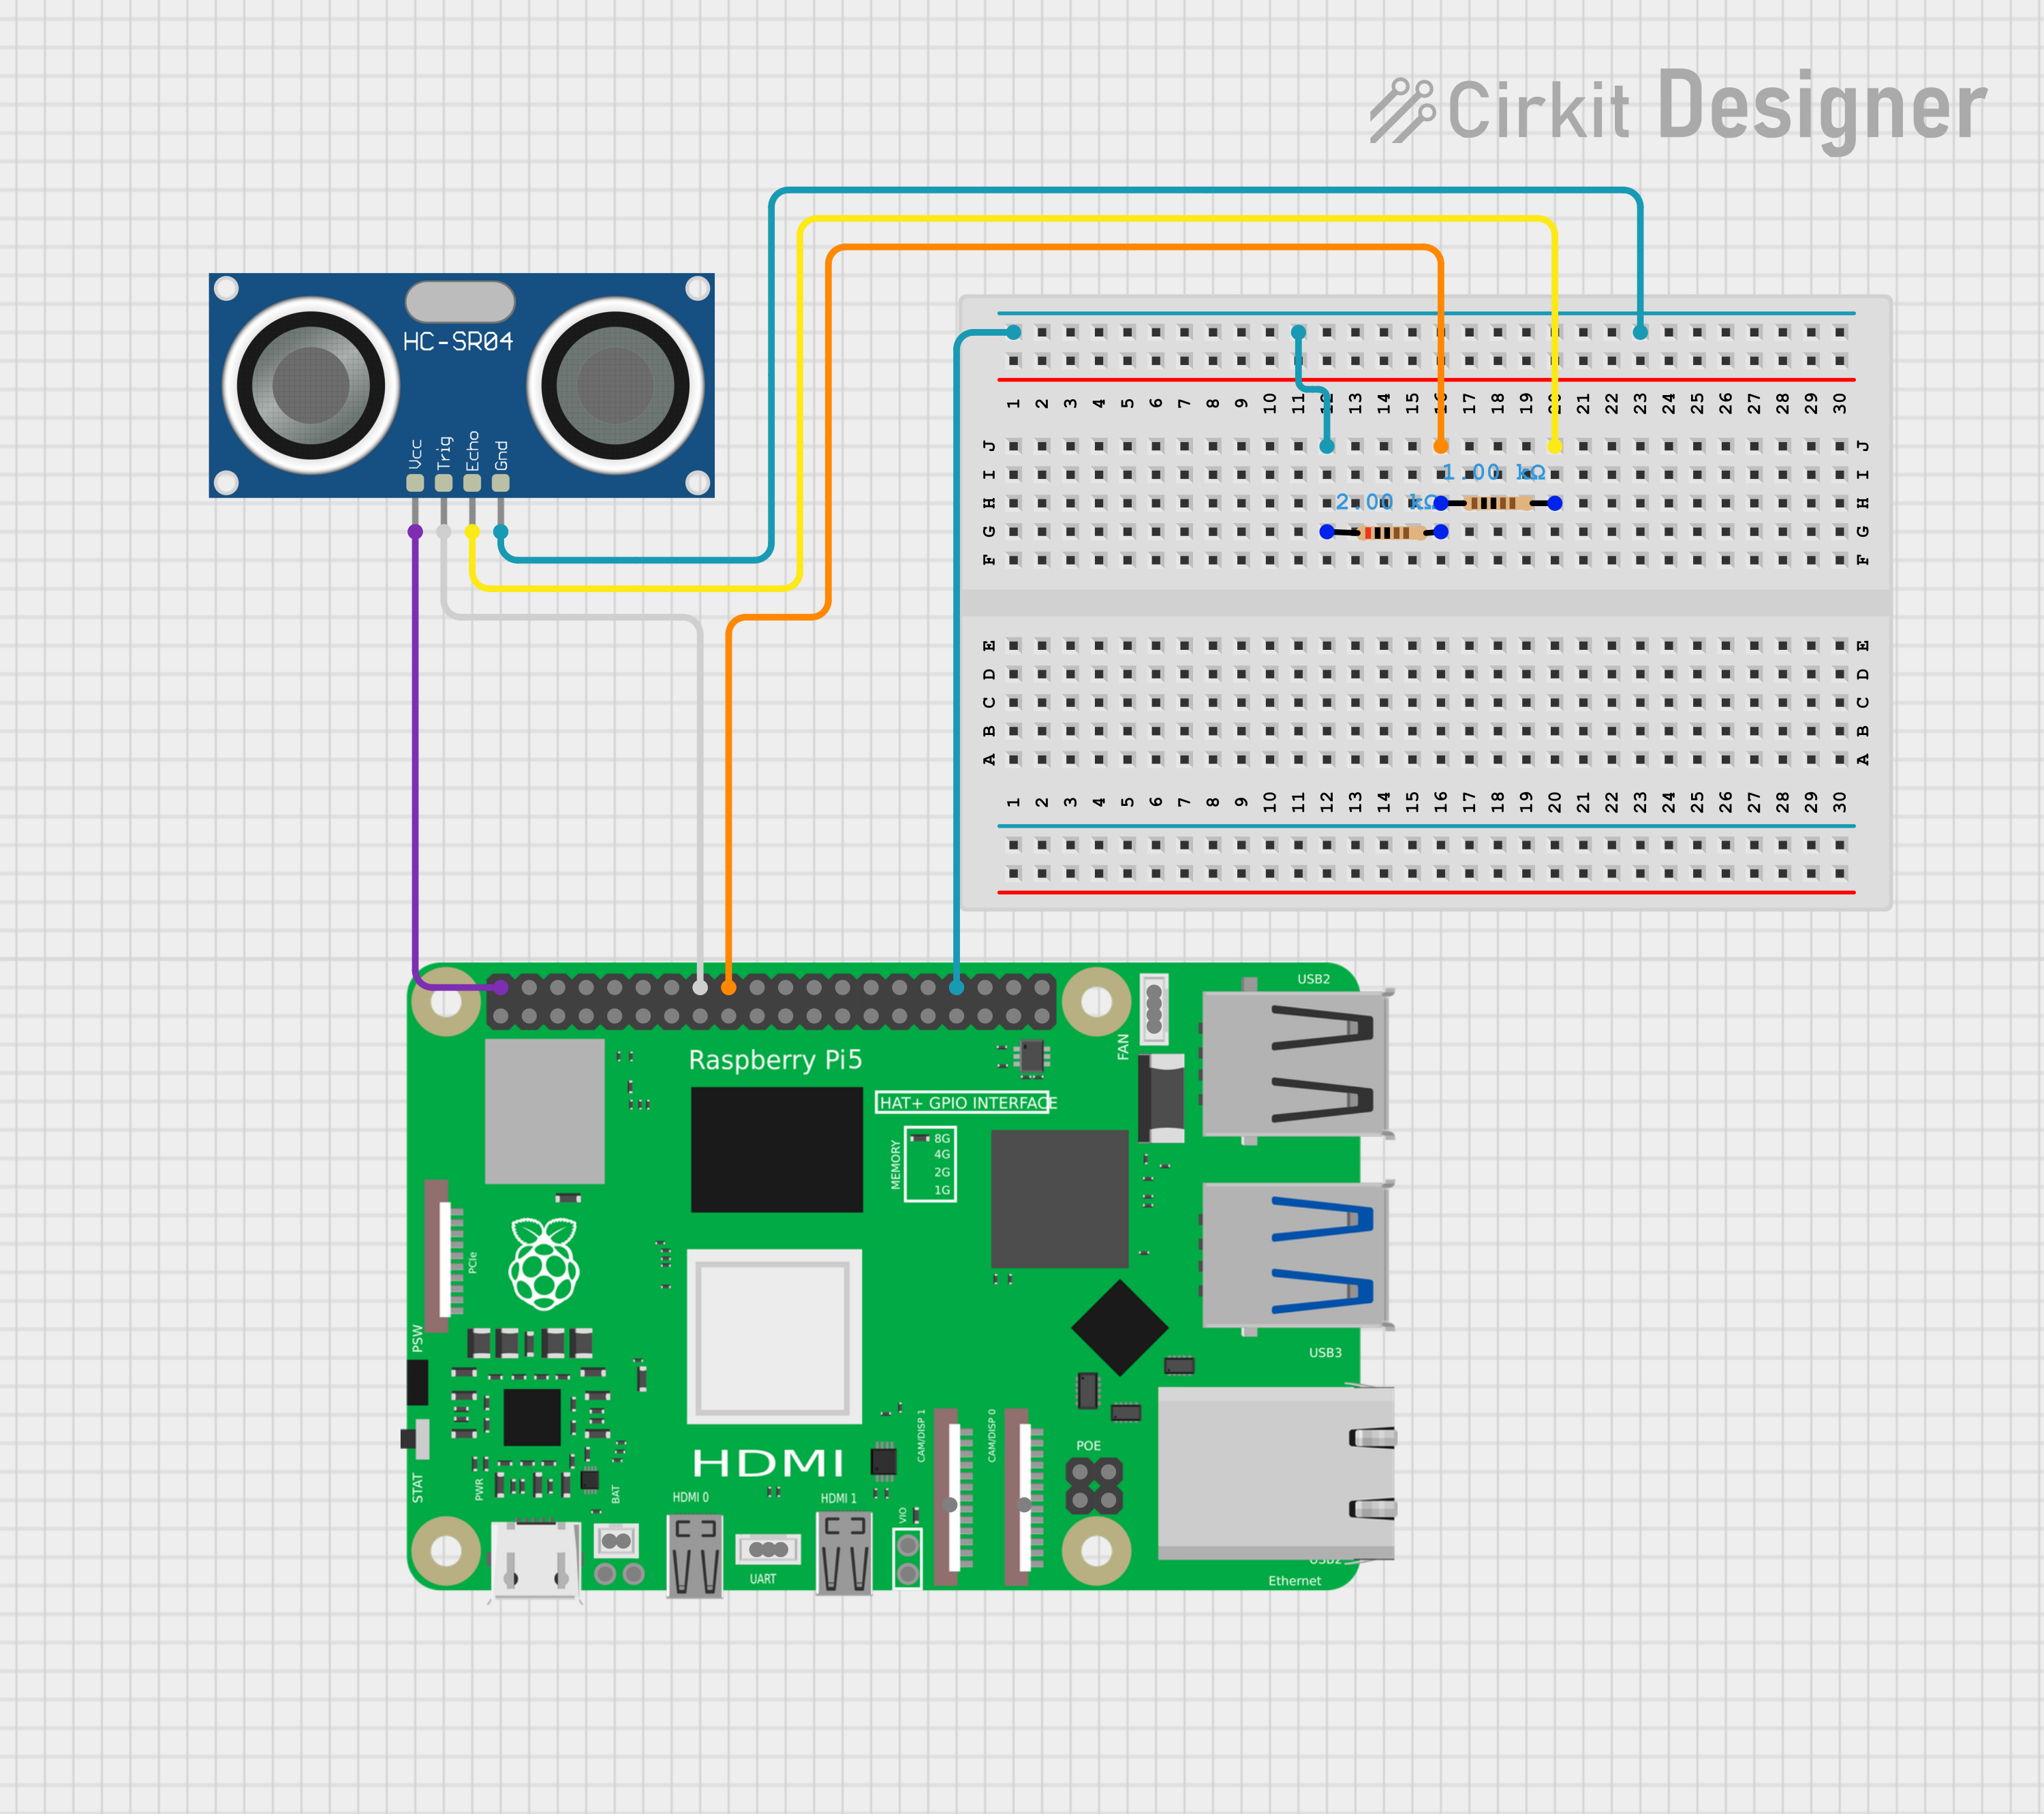 Cirkit Designer
HC-SR04
Vcc Trig Echo Gnd
1 2 3 4 5 6 7 8 9 10 11 12 13 14 15 16 17 18 19 20 21 22 23 24 25 26 27 28 29 30
J J
1.00 kΩ
I I
2.00 kΩ
H H
G G
F F
E E
D D
C C
B B
A A
1 2 3 4 5 6 7 8 9 10 11 12 13 14 15 16 17 18 19 20 21 22 23 24 25 26 27 28 29 30
USB2
FAN
Raspberry Pi5
HAT+ GPIO INTERFACE
MEMORY
8G
4G
2G
1G
PCIe
PSW
USB3
CAM/DISP 1
CAM/DISP 0
POE
HDMI
STAT
PWR
BAT
HDMI 0
HDMI 1
VIO
UART
USB2
Ethernet